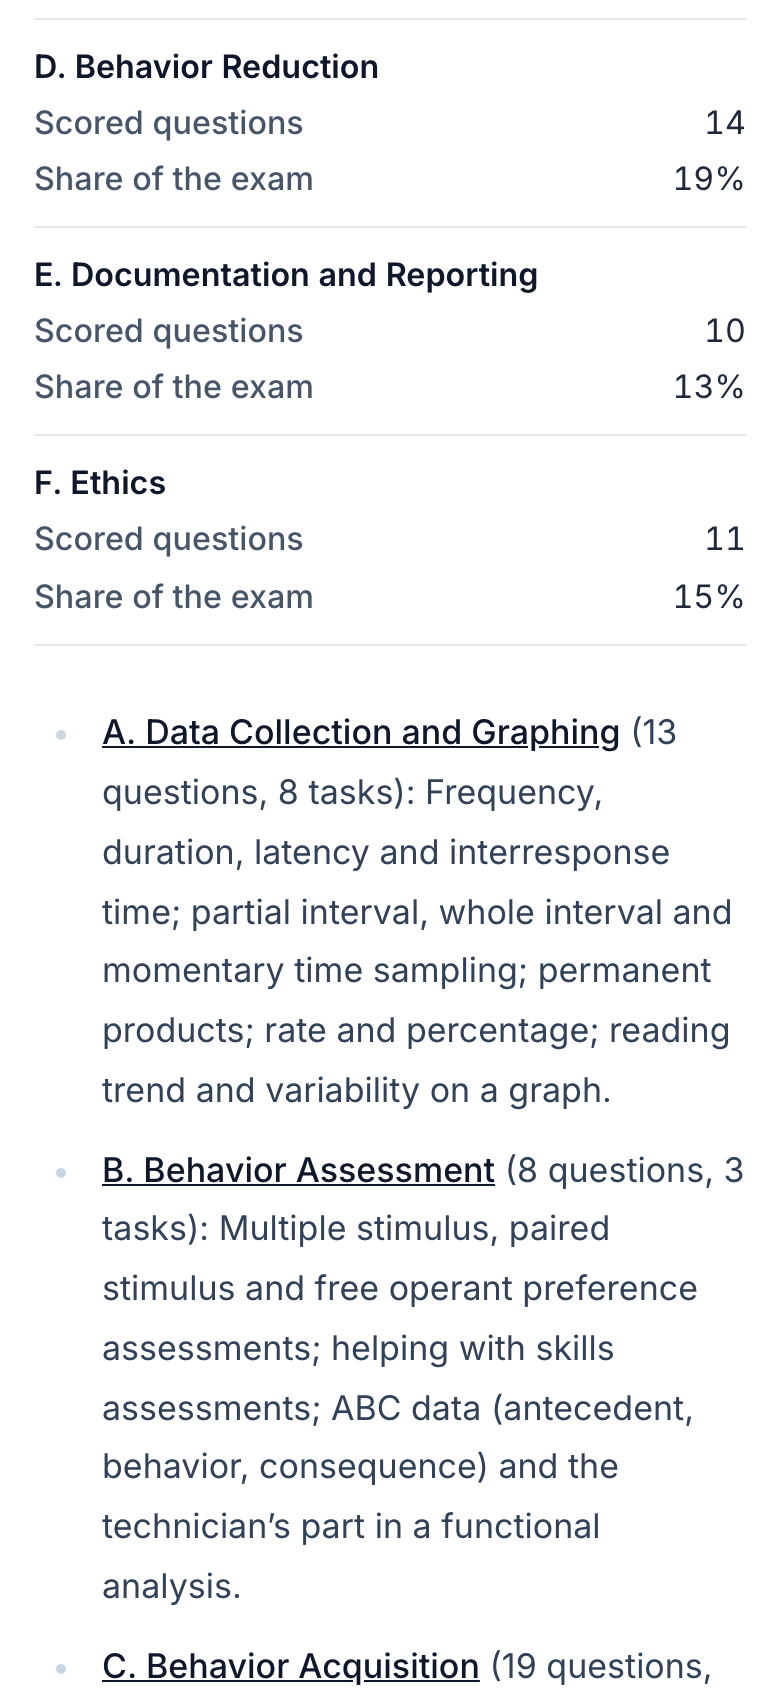 D. Behavior Reduction
Scored questions 14
Share of the exam 19%
E. Documentation and Reporting
Scored questions 10
Share of the exam 13%
F. Ethics
Scored questions 11
Share of the exam 15%
A. Data Collection and Graphing (13
questions, 8 tasks): Frequency,
duration, latency and interresponse
time; partial interval, whole interval and
momentary time sampling; permanent
products; rate and percentage; reading
trend and variability on a graph.
B. Behavior Assessment (8 questions, 3
tasks): Multiple stimulus, paired
stimulus and free operant preference
assessments; helping with skills
assessments; ABC data (antecedent,
behavior, consequence) and the
technician’s part in a functional
analysis.
C. Behavior Acquisition (19 questions,